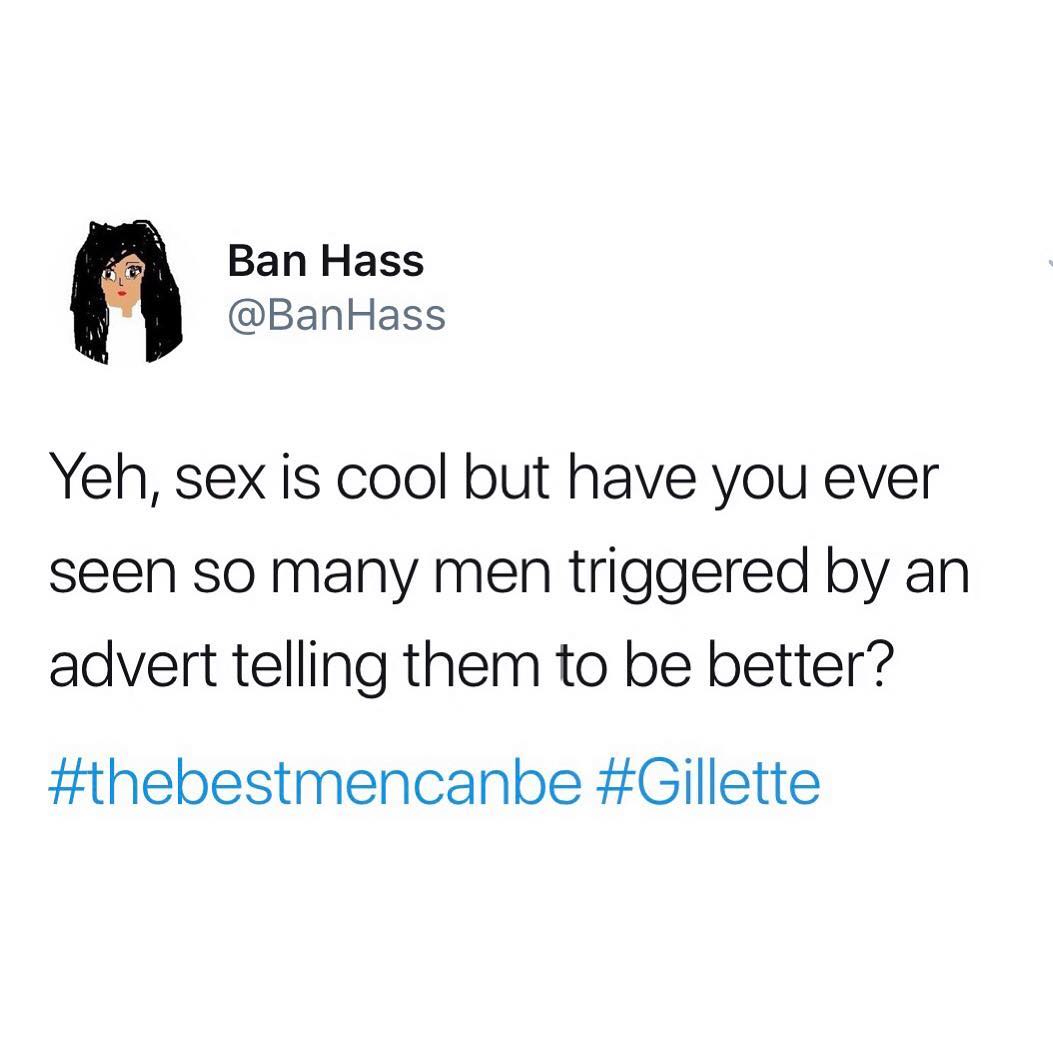 Ban Hass
@BanHass
Yeh, sex is cool but have you ever
seen so many men triggered by an
advert telling them to be better?
#thebestmencanbe #Gillette